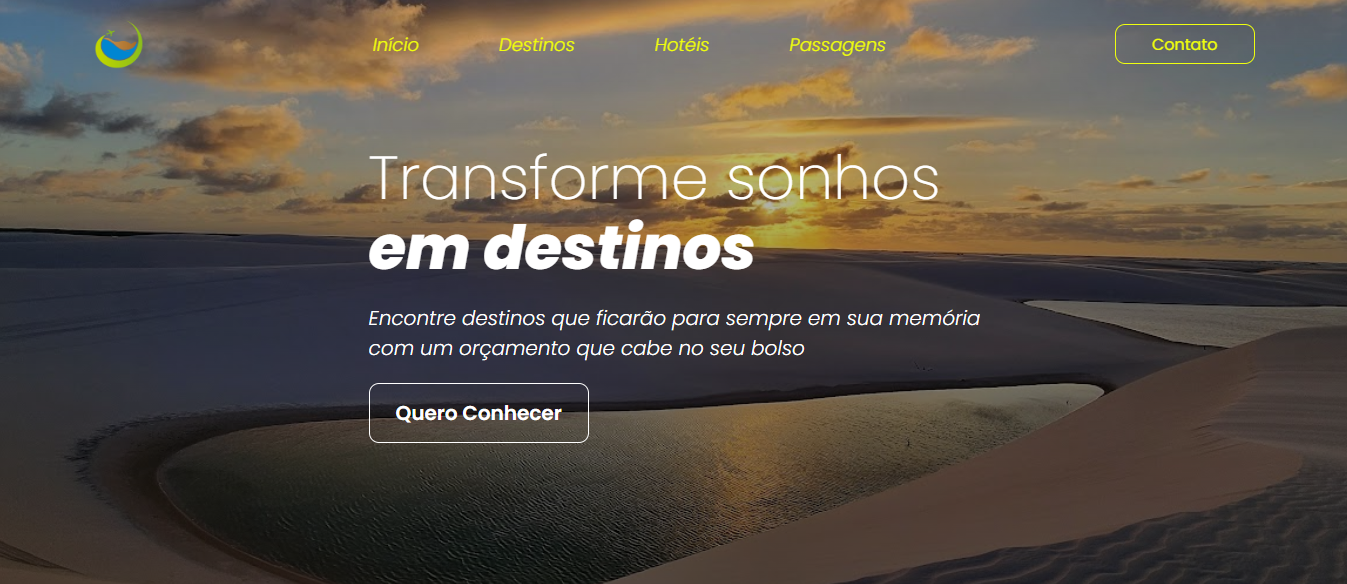 Início
Destinos
Hotéis
Passagens
Contato
Transforme sonhos
em destinos
Encontre destinos que ficarão para sempre em sua memória
com um orçamento que cabe no seu bolso
Quero Conhecer